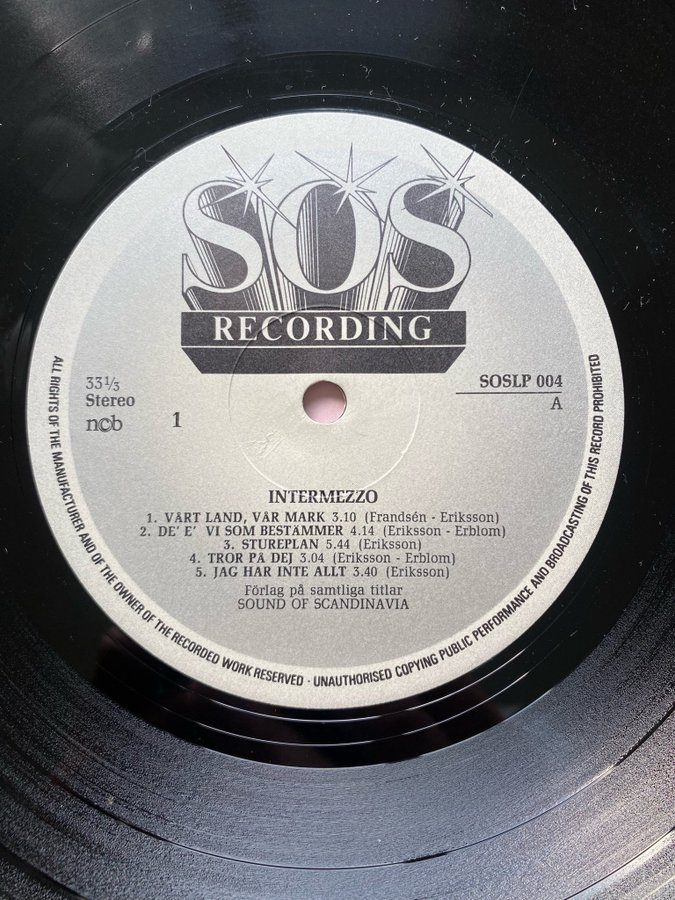 SOS
RECORDING
33⅓
Stereo
ncb
1
SOSLP 004
A
INTERMEZZO
1. VÅRT LAND, VÅR MARK 3.10 (Frandsén - Eriksson)
2. DE' E' VI SOM BESTÄMMER 4.14 (Eriksson - Erblom)
3. STUREPLAN 5.44 (Eriksson)
4. TROR PÅ DEJ 3.04 (Eriksson - Erblom)
5. JAG HAR INTE ALLT 3.40 (Eriksson)
Förlag på samtliga titlar
SOUND OF SCANDINAVIA
ALL RIGHTS OF THE MANUFACTURER AND OF THE OWNER OF THE RECORDED WORK RESERVED · UNAUTHORISED COPYING PUBLIC PERFORMANCE AND BROADCASTING OF THIS RECORD PROHIBITED